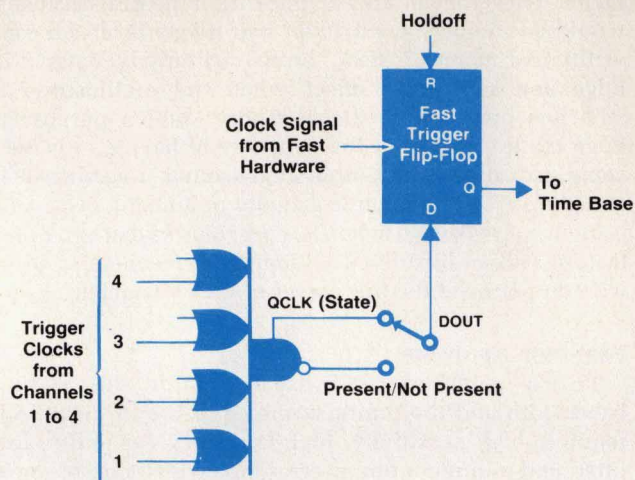 Holdoff
R
Fast
Trigger
Flip-Flop
Q
D
Clock Signal
from Fast
Hardware
To
Time Base
4
3
2
1
QCLK (State)
DOUT
Trigger
Clocks
from
Channels
1 to 4
Present/Not Present